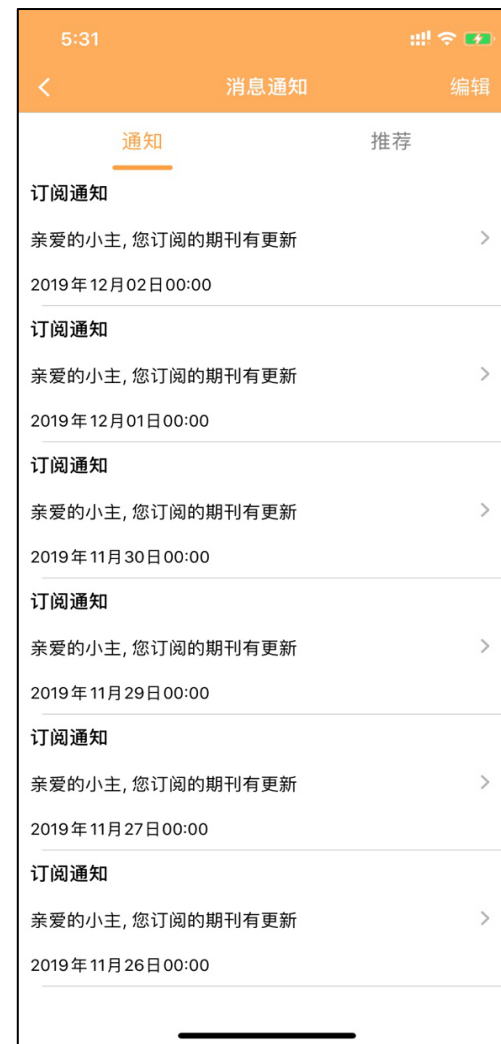 5:31
消息通知
编辑
通知
推荐
订阅通知
亲爱的小主, 您订阅的期刊有更新
2019年12月02日00:00
订阅通知
亲爱的小主, 您订阅的期刊有更新
2019年12月01日00:00
订阅通知
亲爱的小主, 您订阅的期刊有更新
2019年11月30日00:00
订阅通知
亲爱的小主, 您订阅的期刊有更新
2019年11月29日00:00
订阅通知
亲爱的小主, 您订阅的期刊有更新
2019年11月27日00:00
订阅通知
亲爱的小主, 您订阅的期刊有更新
2019年11月26日00:00